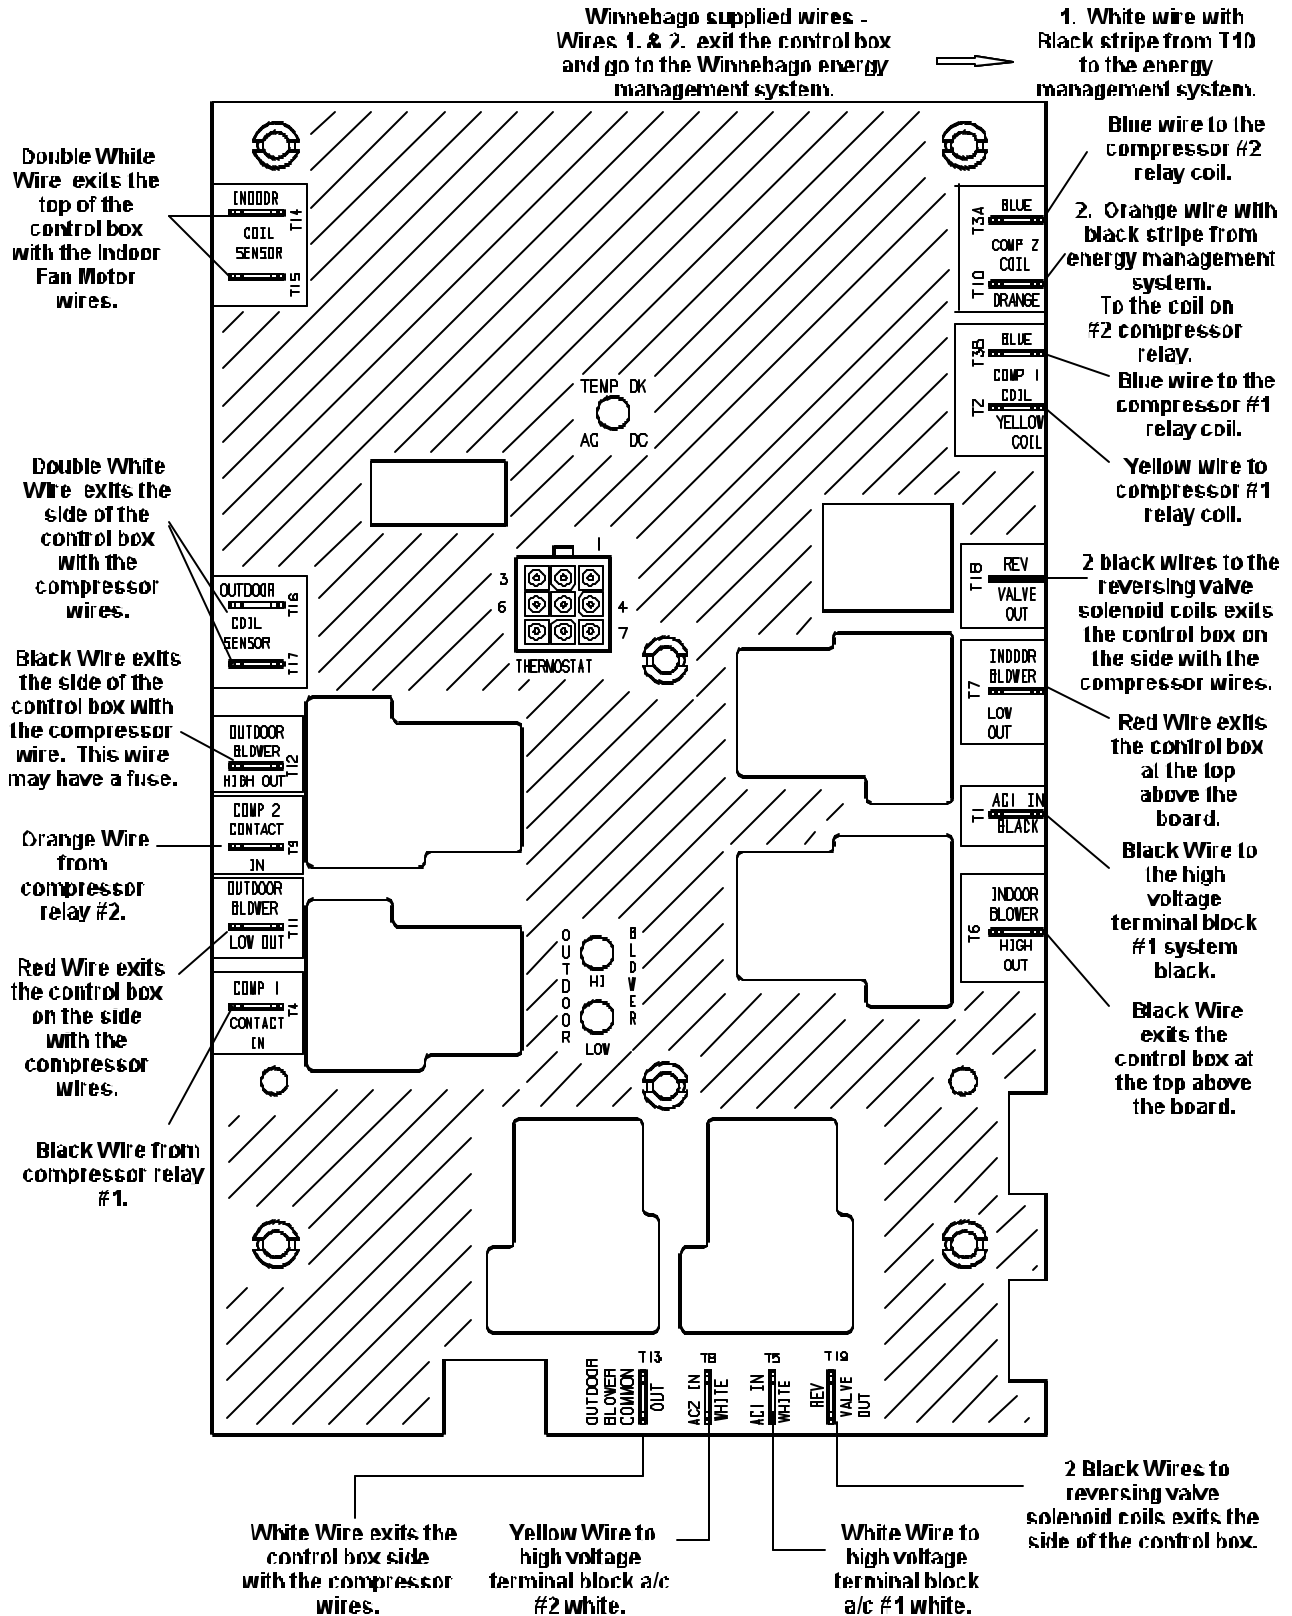 Winnebago supplied wires -
Wires 1. & 2. exit the control box
and go to the Winnebago energy
management system.
1. White wire with
Black stripe from T10
to the energy
management system.
Double White
Wire exits the
top of the
control box
with the Indoor
Fan Motor
wires.
INDOOR
T14
COIL
SENSOR
T15
Double White
Wire exits the
side of the
control box
with the
compressor
wires.
OUTDOOR
T16
COIL
SENSOR
T17
Black Wire exits
the side of the
control box with
the compressor
wire. This wire
may have a fuse.
OUTDOOR
BLOWER
T12
HIGH OUT
Orange Wire
from
compressor
relay #2.
COMP 2
CONTACT
T9
IN
Red Wire exits
the control box
on the side
with the
compressor
wires.
OUTDOOR
BLOWER
T11
LOW OUT
Black Wire from
compressor relay
#1.
COMP 1
T4
CONTACT
IN
TEMP OK
AC DC
1
3
6 4
7
THERMOSTAT
OUTDOOR
BLOWER
HI
LOW
Blue wire to the
compressor #2
relay coil.
BLUE
T3A
COMP 2
COIL
T10
ORANGE
2. Orange wire with
black stripe from
energy management
system.
To the coil on
#2 compressor
relay.
BLUE
T3B
COMP 1
COIL
T2
YELLOW
COIL
Blue wire to the
compressor #1
relay coil.
Yellow wire to
compressor #1
relay coil.
REV
T18
VALVE
OUT
2 black wires to the
reversing valve
solenoid coils exits
the control box on
the side with the
compressor wires.
INDOOR
BLOWER
T7
LOW
OUT
Red Wire exits
the control box
at the top
above the
board.
AC1 IN
T1
BLACK
Black Wire to
the high
voltage
terminal block
#1 system
black.
INDOOR
BLOWER
T6
HIGH
OUT
Black Wire
exits the
control box at
the top above
the board.
T13
OUTDOOR
BLOWER
COMMON
OUT
T8
AC2 IN
WHITE
T5
AC1 IN
WHITE
T19
REV
VALVE
OUT
White Wire exits the
control box side
with the compressor
wires.
Yellow Wire to
high voltage
terminal block a/c
#2 white.
White Wire to
high voltage
terminal block
a/c #1 white.
2 Black Wires to
reversing valve
solenoid coils exits the
side of the control box.